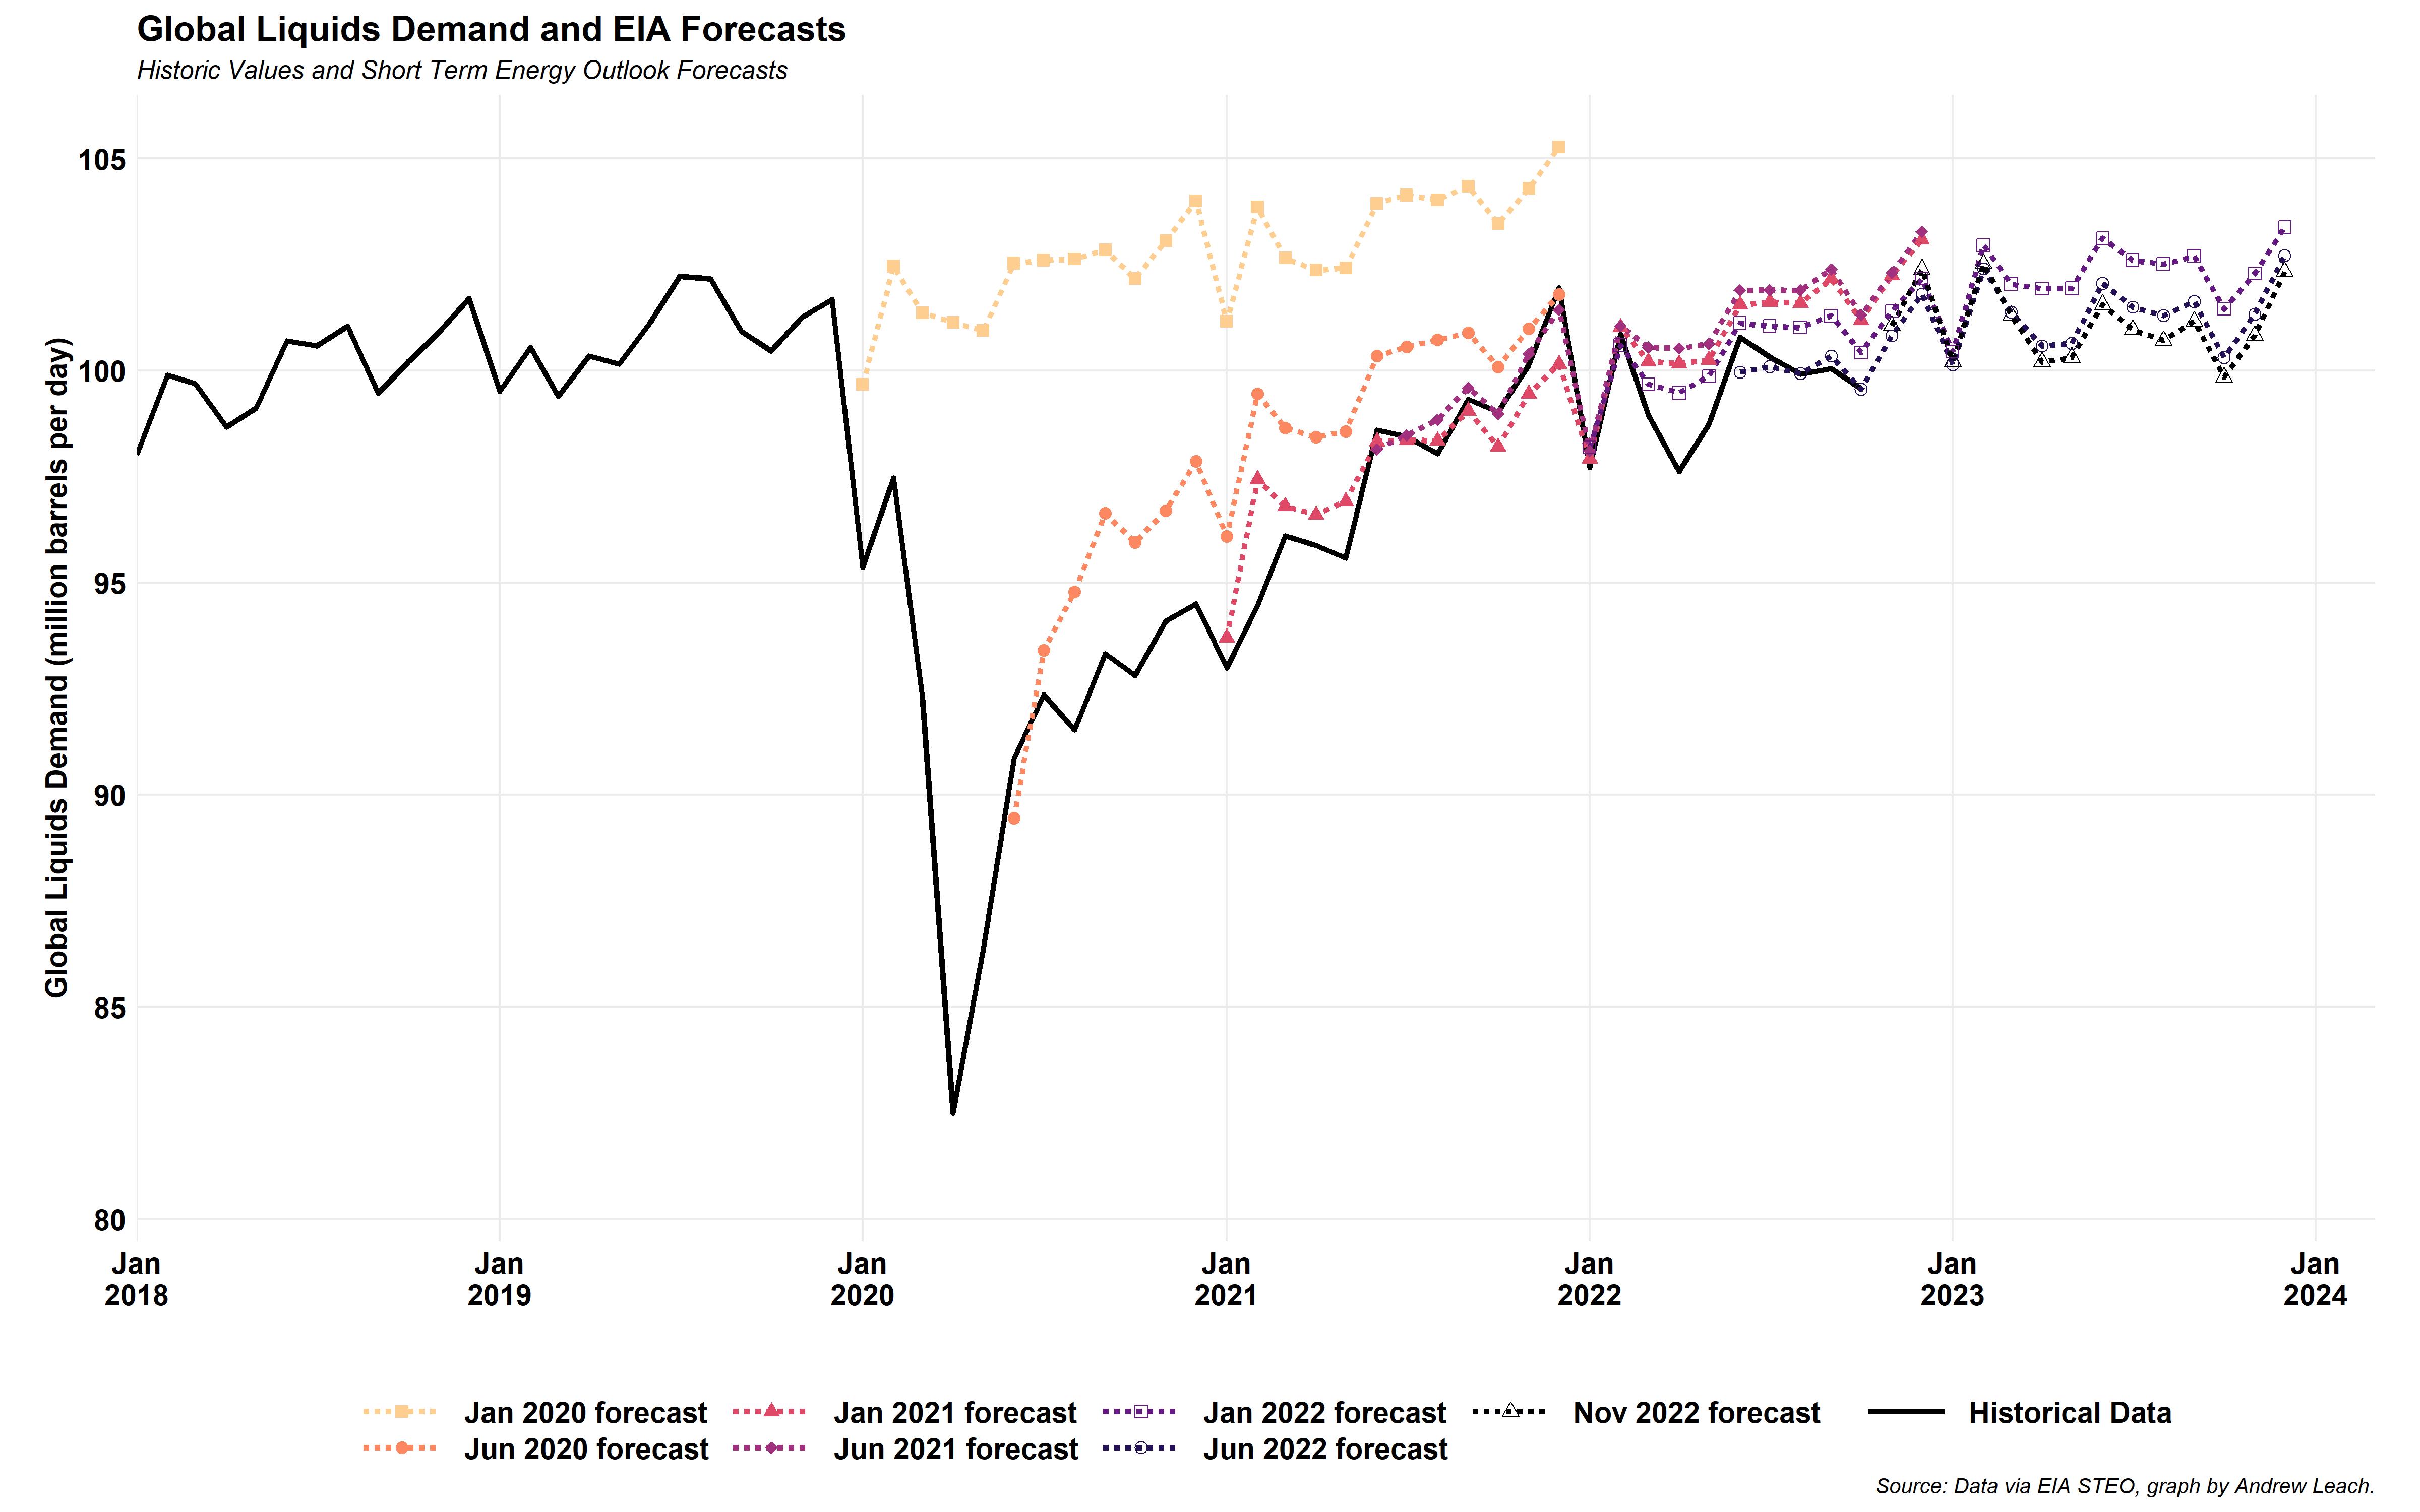 Global Liquids Demand and EIA Forecasts
Historic Values and Short Term Energy Outlook Forecasts
Global Liquids Demand (million barrels per day)
105
100
95
90
85
80
Jan
2018
Jan
2019
Jan
2020
Jan
2021
Jan
2022
Jan
2023
Jan
2024
Jan 2020 forecast
Jun 2020 forecast
Jan 2021 forecast
Jun 2021 forecast
Jan 2022 forecast
Jun 2022 forecast
Nov 2022 forecast
Historical Data
Source: Data via EIA STEO, graph by Andrew Leach.